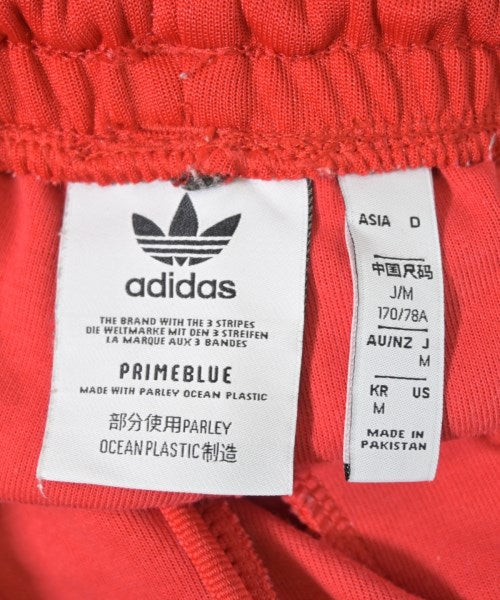 adidas
THE BRAND WITH THE 3 STRIPES
DIE WELTMARKE MIT DEN 3 STREIFEN
LA MARQUE AUX 3 BANDES
PRIMEBLUE
MADE WITH PARLEY OCEAN PLASTIC
部分使用PARLEY
OCEAN PLASTIC制造
ASIA D
中国尺码
J/M
170/78A
AU/NZ J
M M
KR US
M
MADE IN
PAKISTAN